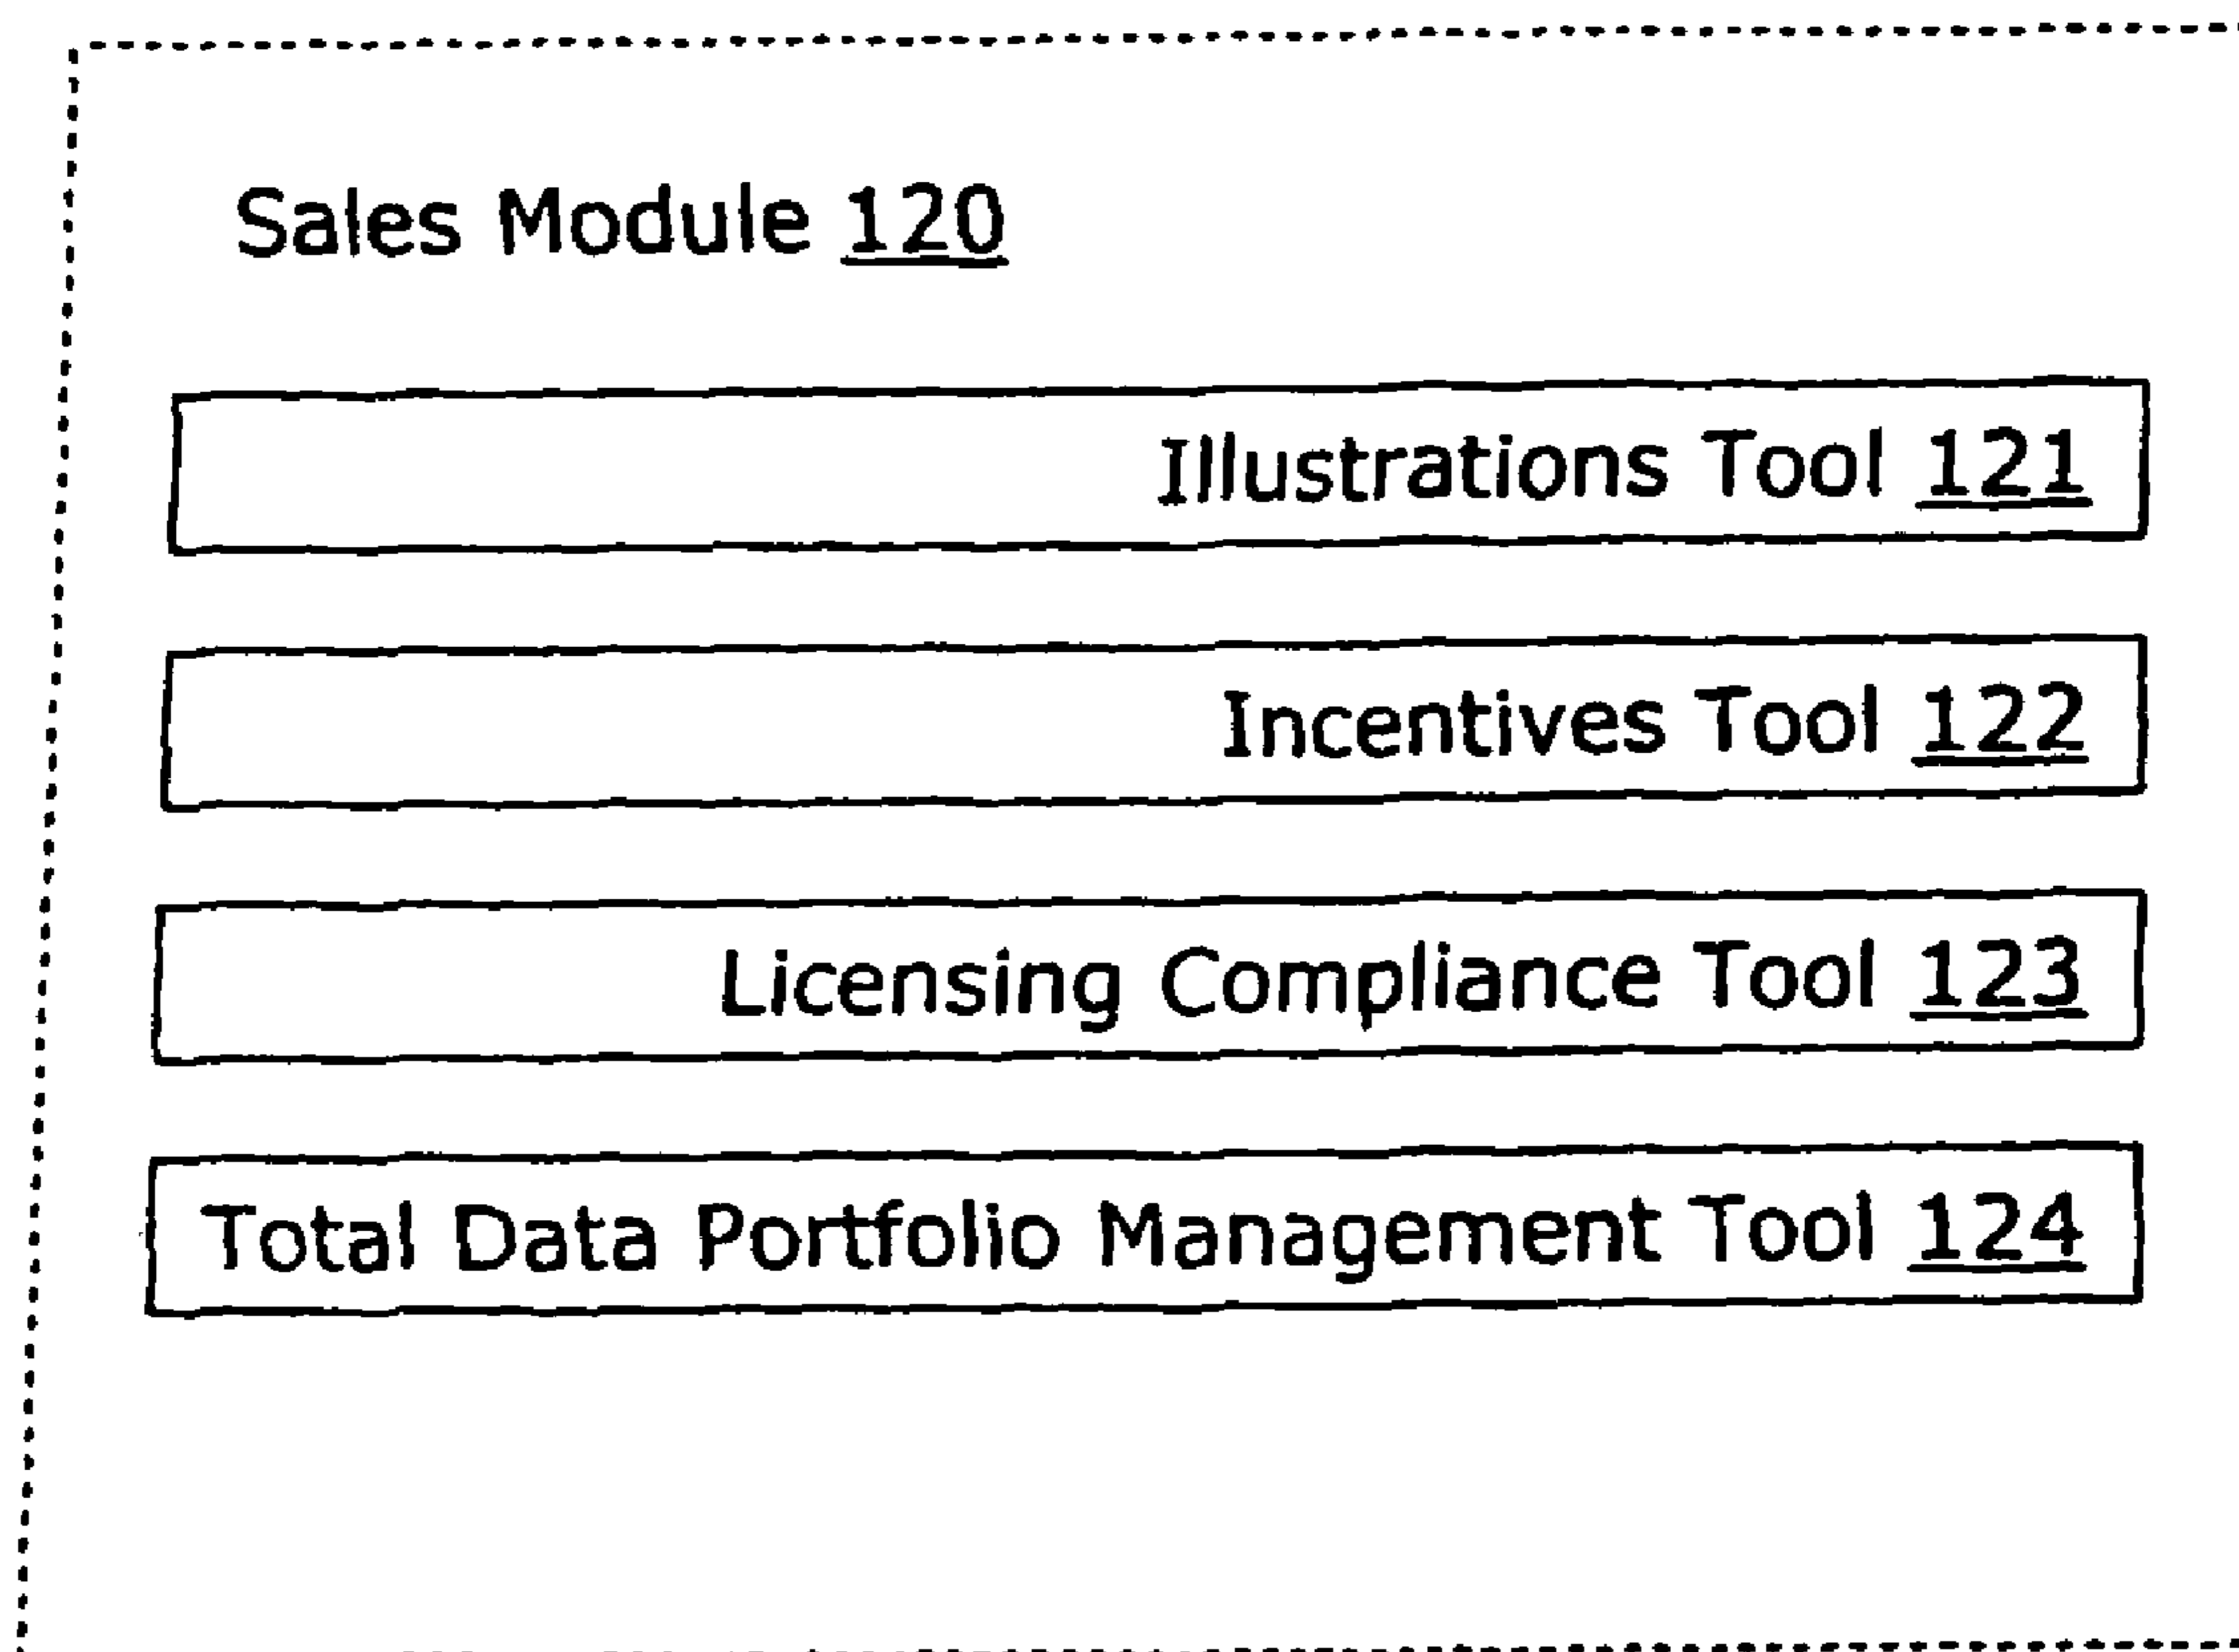 Sales Module 120
Illustrations Tool 121
Incentives Tool 122
Licensing Compliance Tool 123
Total Data Portfolio Management Tool 124